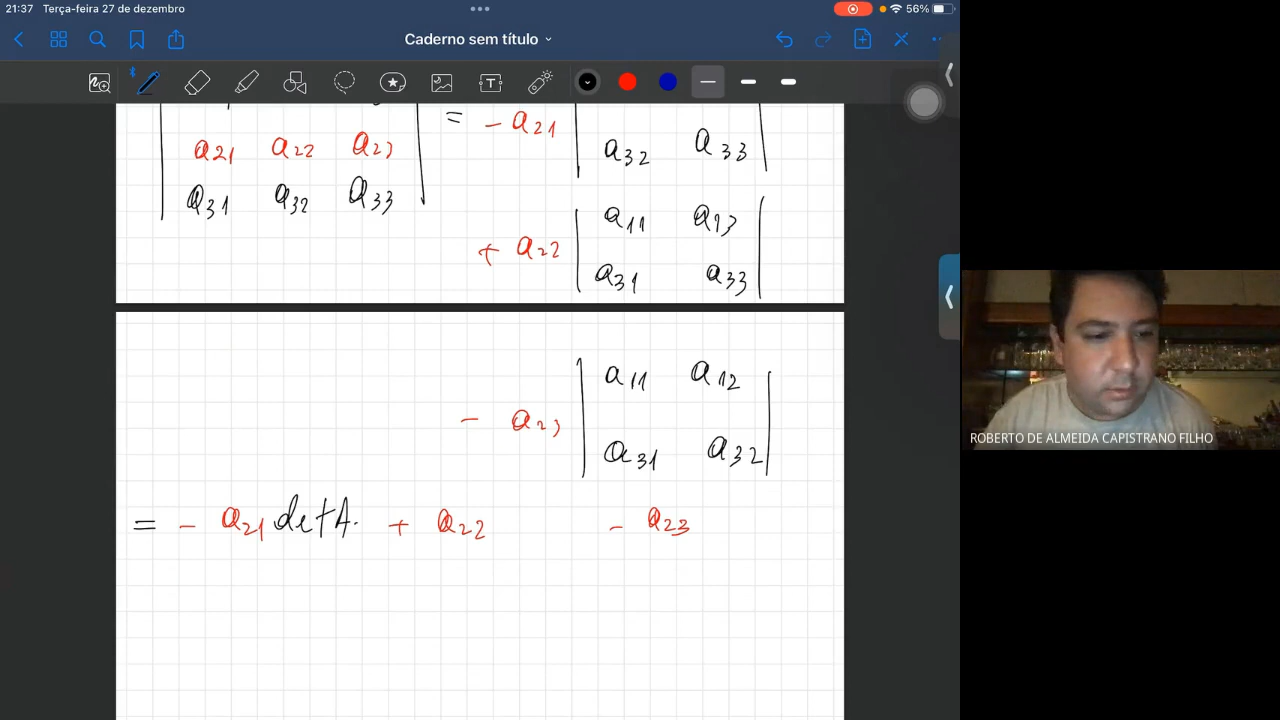 21:37 Terça-feira 27 de dezembro
56%
Caderno sem título
= - a21
a21 a22 a23
a32 a33
a31 a32 a33
a11 a13
+ a22
a31 a33
a11 a12
- a23
a31 a32
= - a21 detA. + a22 - a23
ROBERTO DE ALMEIDA CAPISTRANO FILHO